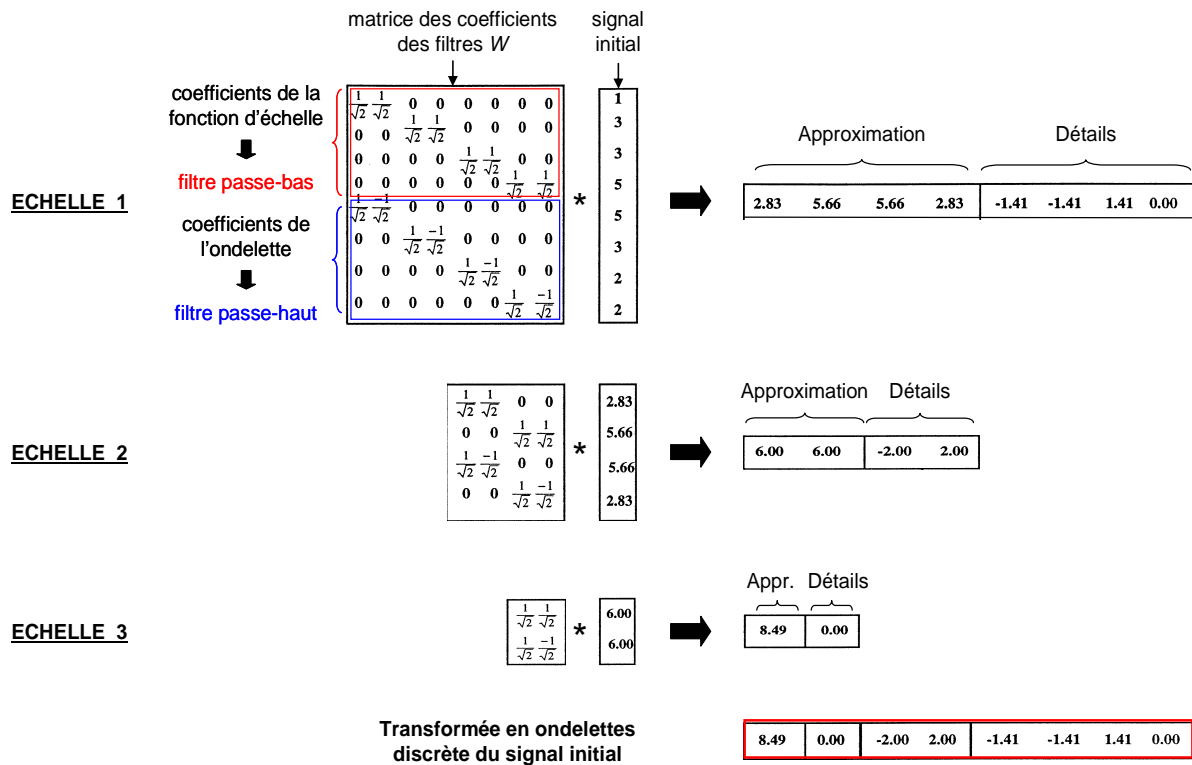 matrice des coefficients
des filtres W
signal
initial
coefficients de la
fonction d'échelle
filtre passe-bas
ECHELLE 1
coefficients de
l'ondelette
filtre passe-haut
1/√2 1/√2 0 0 0 0 0 0
0 0 1/√2 1/√2 0 0 0 0
0 0 0 0 1/√2 1/√2 0 0
0 0 0 0 0 0 1/√2 1/√2
1/√2 -1/√2 0 0 0 0 0 0
0 0 1/√2 -1/√2 0 0 0 0
0 0 0 0 1/√2 -1/√2 0 0
0 0 0 0 0 0 1/√2 -1/√2
*
1
3
3
5
5
3
2
2
Approximation Détails
2.83 5.66 5.66 2.83 -1.41 -1.41 1.41 0.00
ECHELLE 2
1/√2 1/√2 0 0
0 0 1/√2 1/√2
1/√2 -1/√2 0 0
0 0 1/√2 -1/√2
*
2.83
5.66
5.66
2.83
Approximation Détails
6.00 6.00 -2.00 2.00
ECHELLE 3
1/√2 1/√2
1/√2 -1/√2
*
6.00
6.00
Appr. Détails
8.49 0.00
Transformée en ondelettes
discrète du signal initial
8.49 0.00 -2.00 2.00 -1.41 -1.41 1.41 0.00